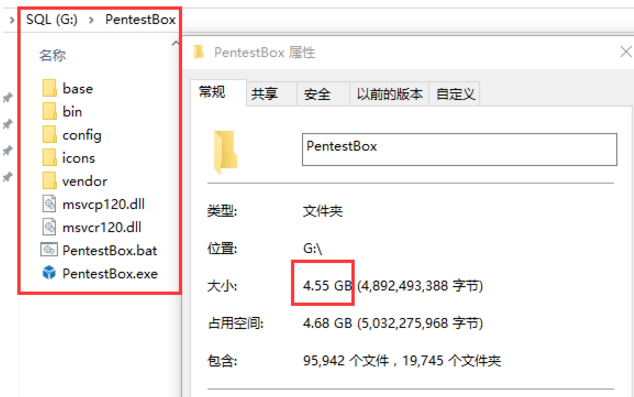 SQL (G:) > PentestBox
名称
base
bin
config
icons
vendor
msvcp120.dll
msvcr120.dll
PentestBox.bat
PentestBox.exe
PentestBox 属性
常规 共享 安全 以前的版本 自定义
PentestBox
类型: 文件夹
位置: G:\
大小: 4.55 GB (4,892,493,388 字节)
占用空间: 4.68 GB (5,032,275,968 字节)
包含: 95,942 个文件，19,745 个文件夹